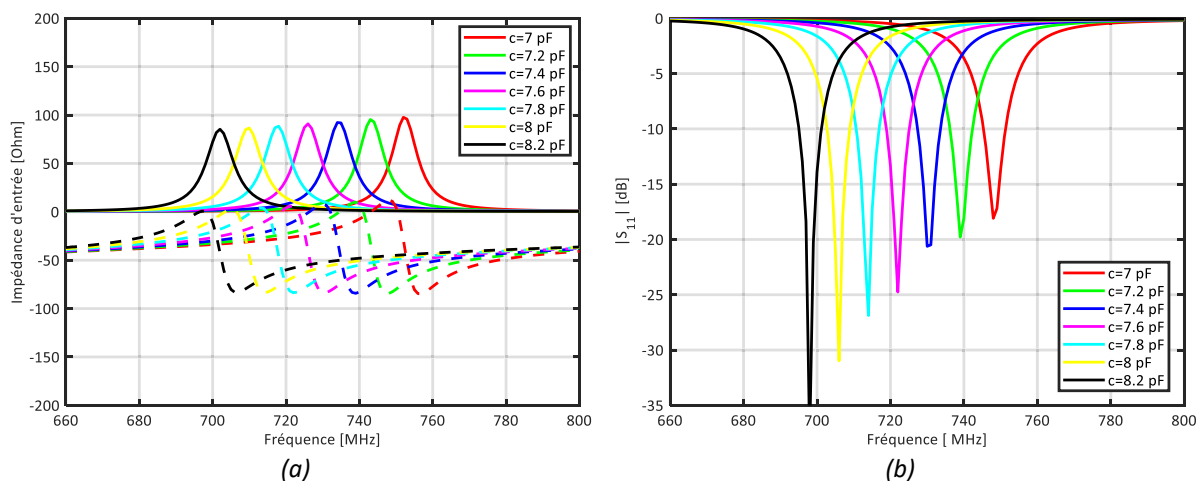 200
150
100
50
0
-50
-100
-150
-200
660
680
700
720
740
760
780
800
Impédance d'entrée [Ohm]
Fréquence [MHz]
c=7 pF
c=7.2 pF
c=7.4 pF
c=7.6 pF
c=7.8 pF
c=8 pF
c=8.2 pF
(a)
0
-5
-10
-15
-20
-25
-30
-35
660
680
700
720
740
760
780
800
|S11| [dB]
Fréquence [ MHz]
c=7 pF
c=7.2 pF
c=7.4 pF
c=7.6 pF
c=7.8 pF
c=8 pF
c=8.2 pF
(b)